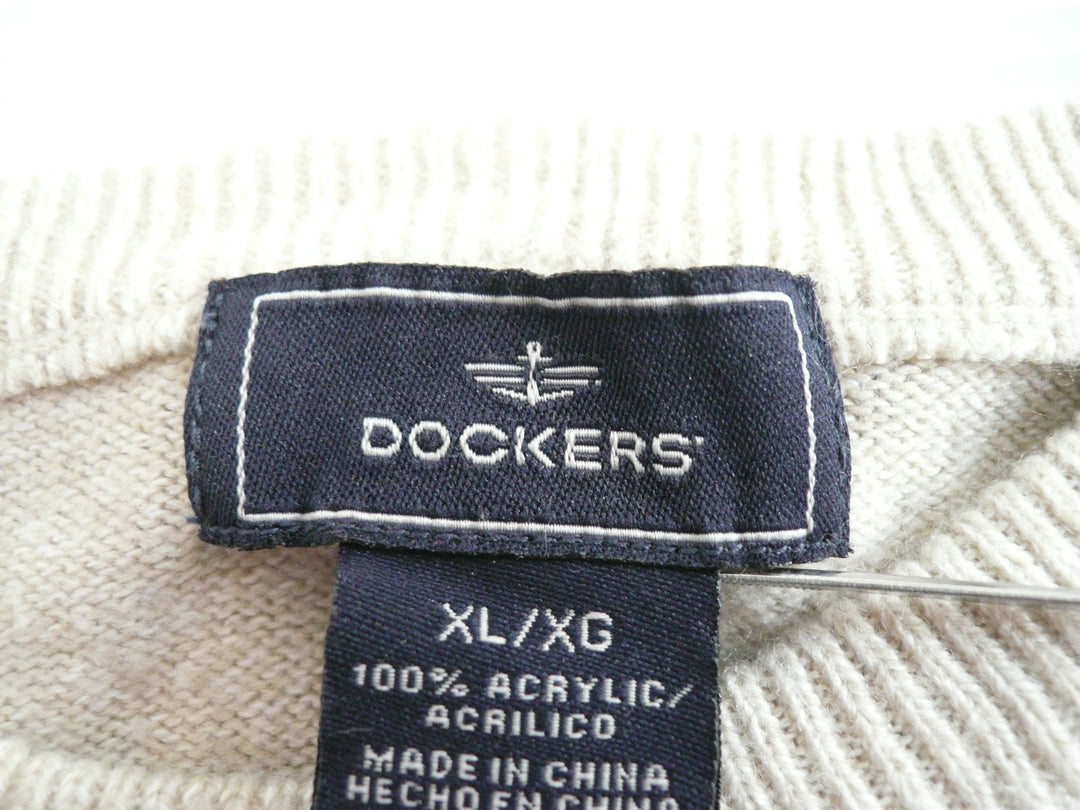 DOCKERS
XL/XG
100% ACRYLIC/
ACRILICO
MADE IN CHINA
HECHO EN CHINA